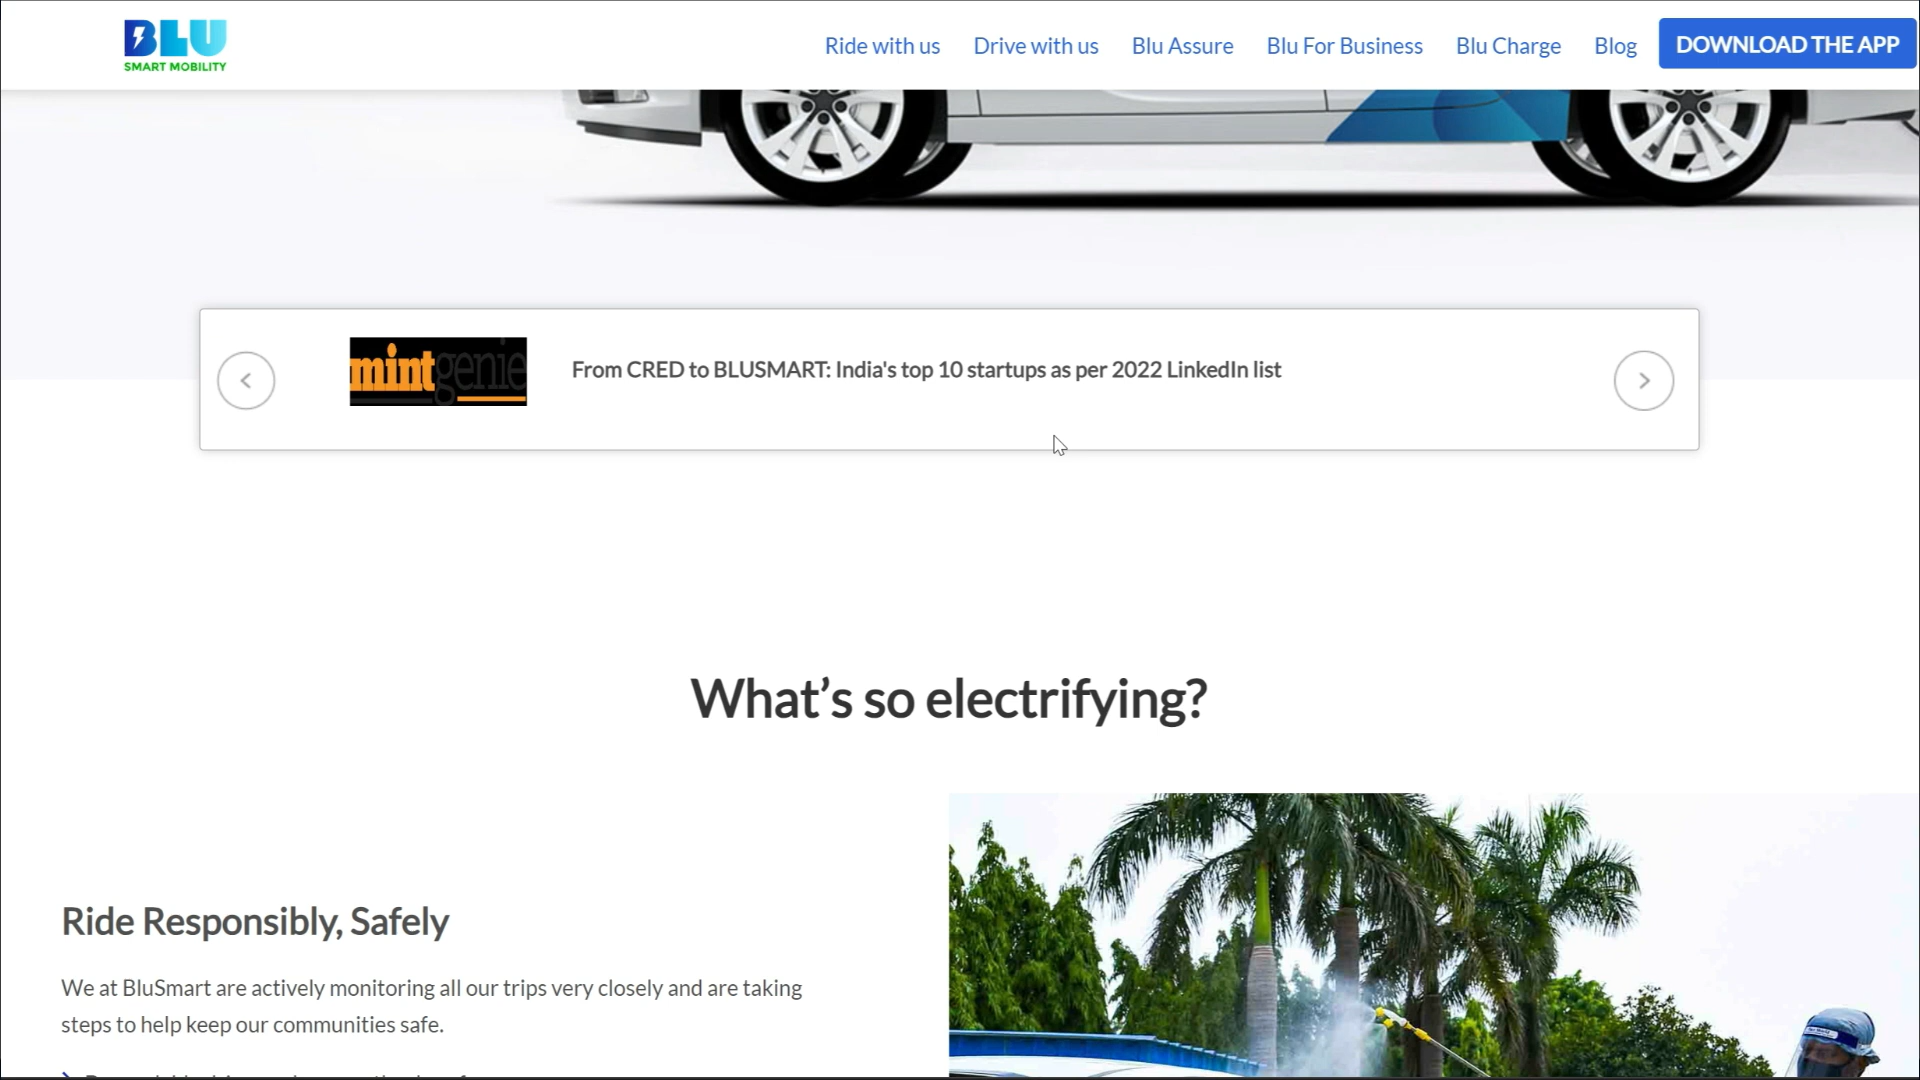 BLU
SMART MOBILITY
Ride with us
Drive with us
Blu Assure
Blu For Business
Blu Charge
Blog
DOWNLOAD THE APP
mintgenie
From CRED to BLUSMART: India's top 10 startups as per 2022 LinkedIn list
What’s so electrifying?
Ride Responsibly, Safely
We at BluSmart are actively monitoring all our trips very closely and are taking
steps to help keep our communities safe.